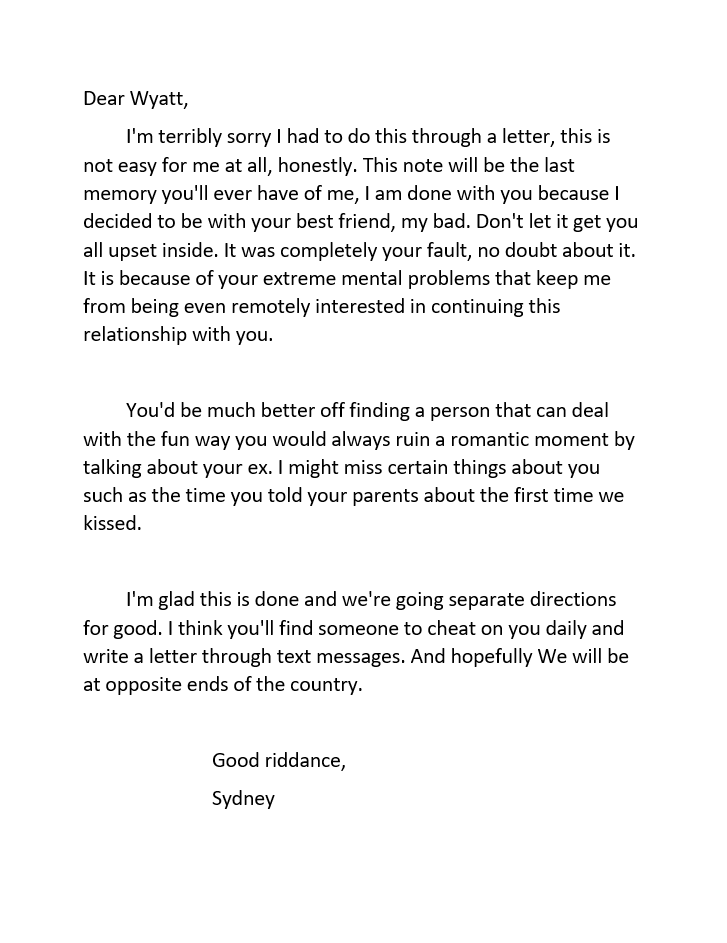 Dear Wyatt,
I'm terribly sorry I had to do this through a letter, this is
not easy for me at all, honestly. This note will be the last
memory you'll ever have of me, I am done with you because I
decided to be with your best friend, my bad. Don't let it get you
all upset inside. It was completely your fault, no doubt about it.
It is because of your extreme mental problems that keep me
from being even remotely interested in continuing this
relationship with you.
You'd be much better off finding a person that can deal
with the fun way you would always ruin a romantic moment by
talking about your ex. I might miss certain things about you
such as the time you told your parents about the first time we
kissed.
I'm glad this is done and we're going separate directions
for good. I think you'll find someone to cheat on you daily and
write a letter through text messages. And hopefully We will be
at opposite ends of the country.
Good riddance,
Sydney